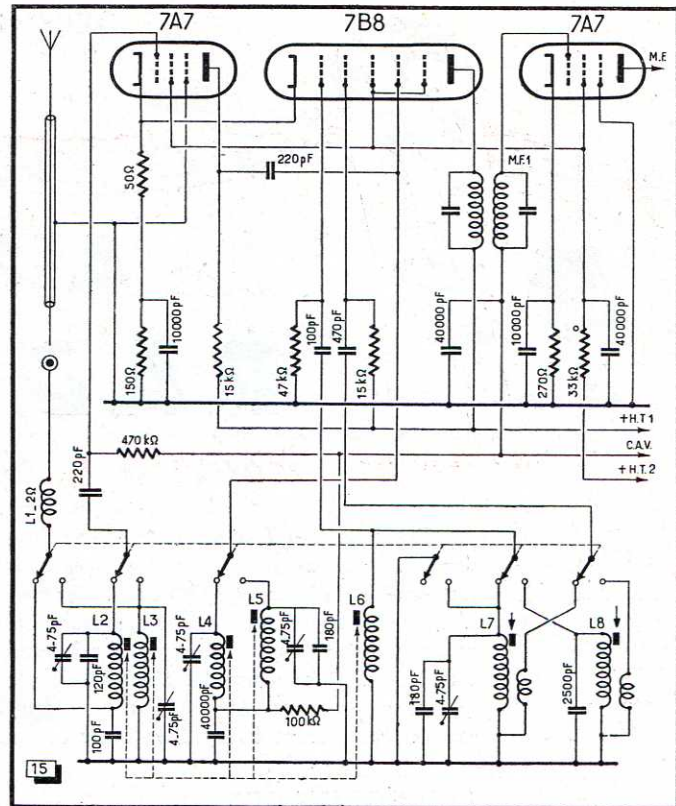 7A7
7B8
7A7
M.F.
220pF
50Ω
M.F.1
150Ω
10000pF
15kΩ
47kΩ
100pF
470pF
15kΩ
40000pF
10000pF
270Ω
33kΩ
40000pF
+H.T.1
C.A.V.
+H.T.2
470kΩ
220pF
L1_2Ω
L2
L3
L4
L5
L6
L7
L8
4-75pF
120pF
100pF
4-75pF
4-75pF
40000pF
4-75pF
180pF
100kΩ
180pF
4-75pF
2500pF
15